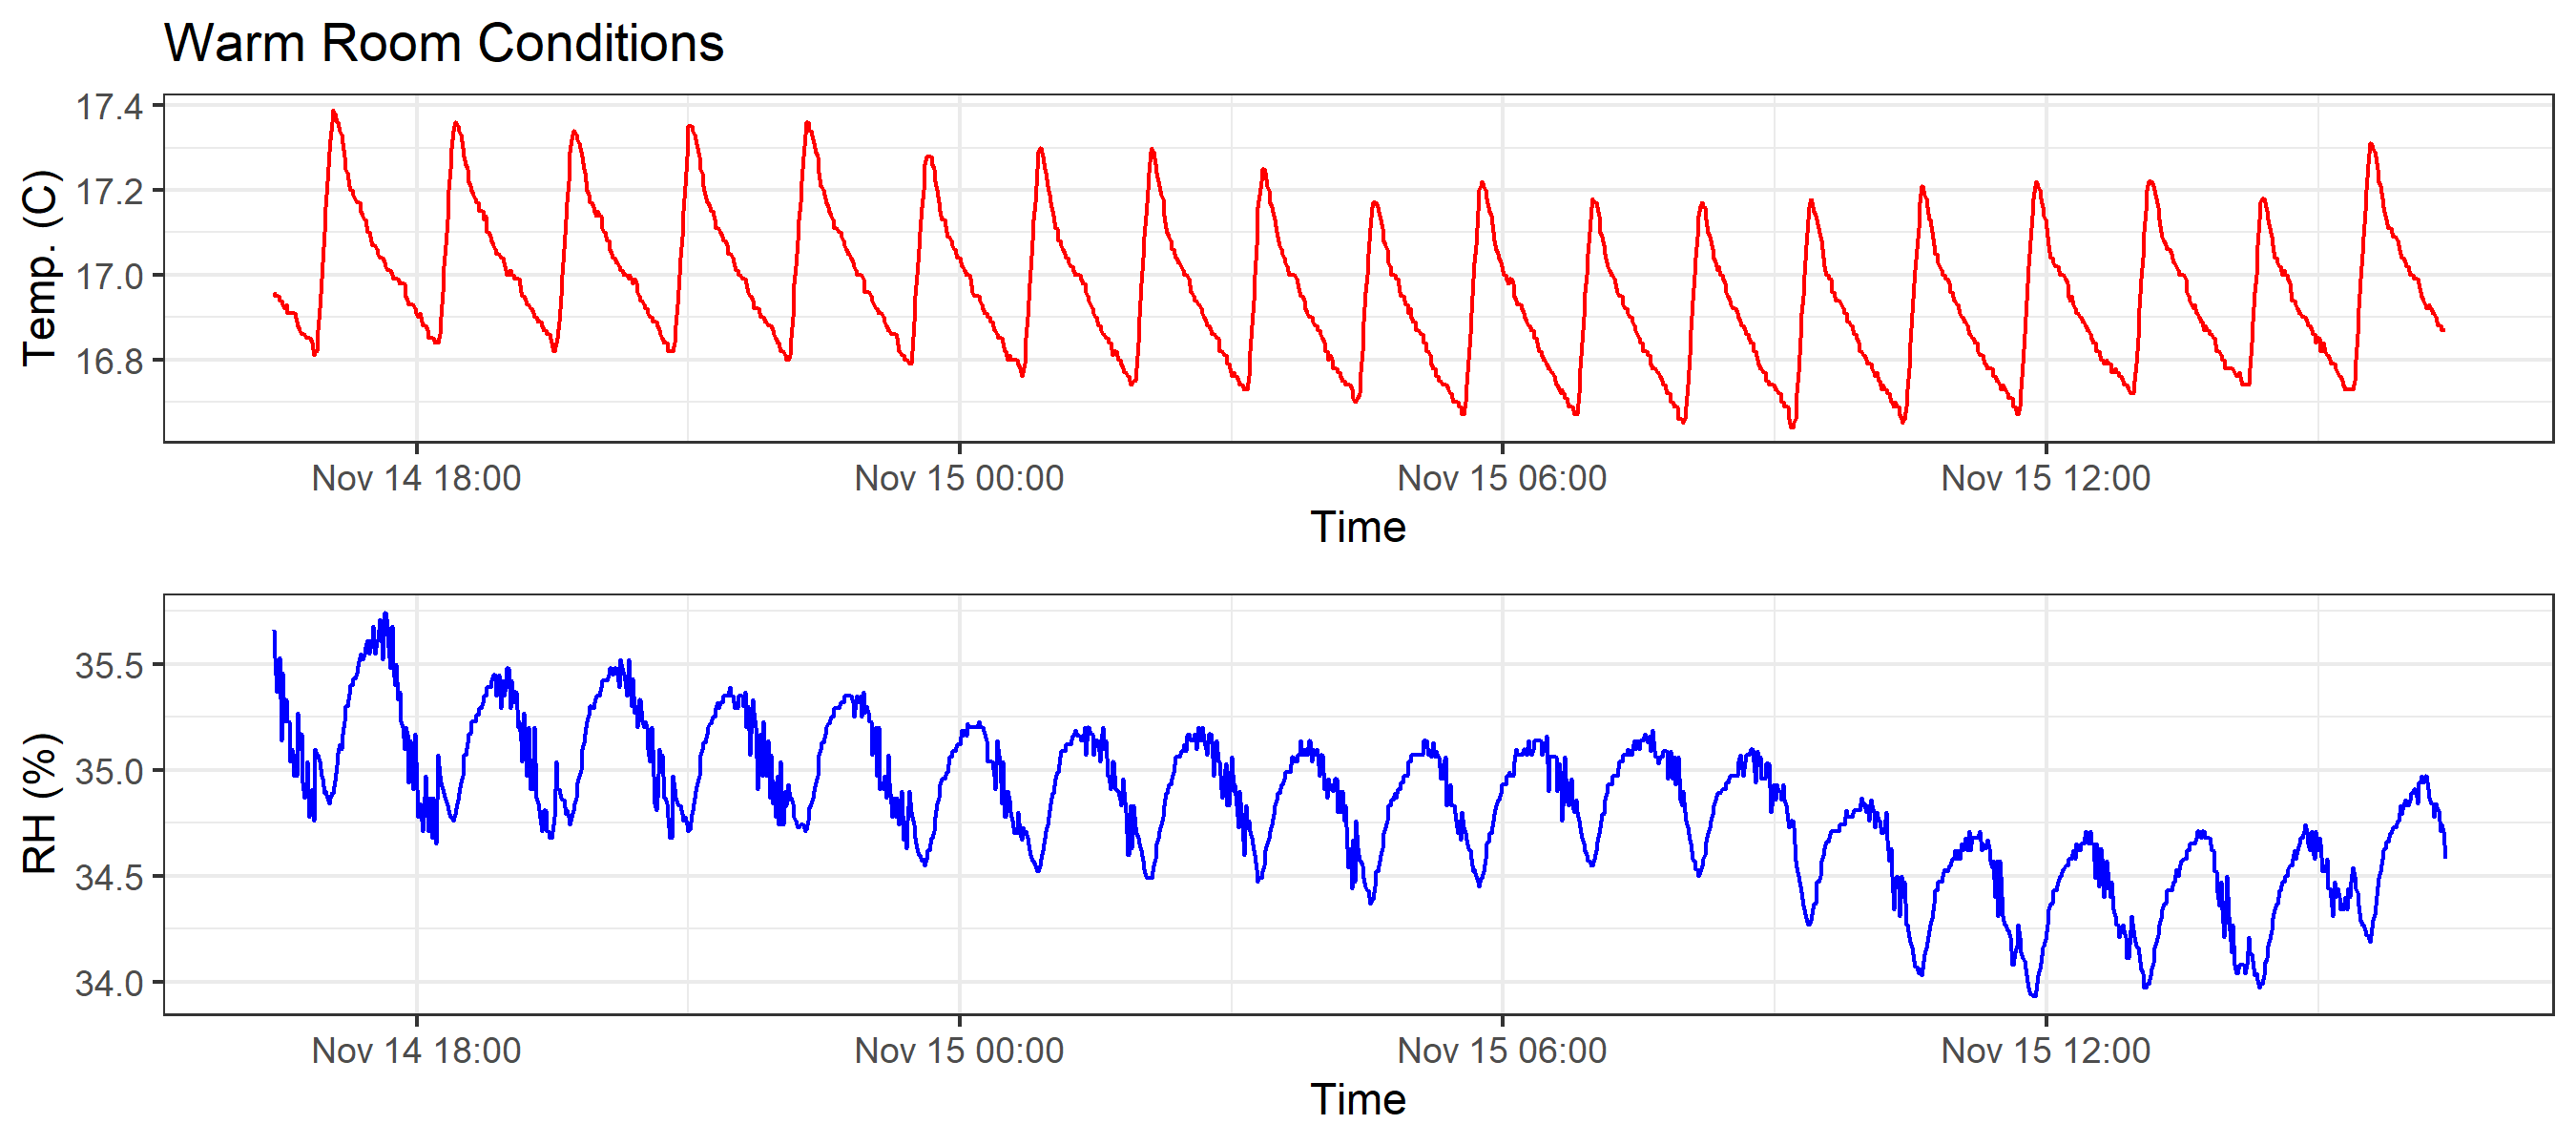 Warm Room Conditions
17.4
17.2
17.0
16.8
Temp. (C)
Nov 14 18:00 Nov 15 00:00 Nov 15 06:00 Nov 15 12:00
Time
35.5
35.0
34.5
34.0
RH (%)
Nov 14 18:00 Nov 15 00:00 Nov 15 06:00 Nov 15 12:00
Time